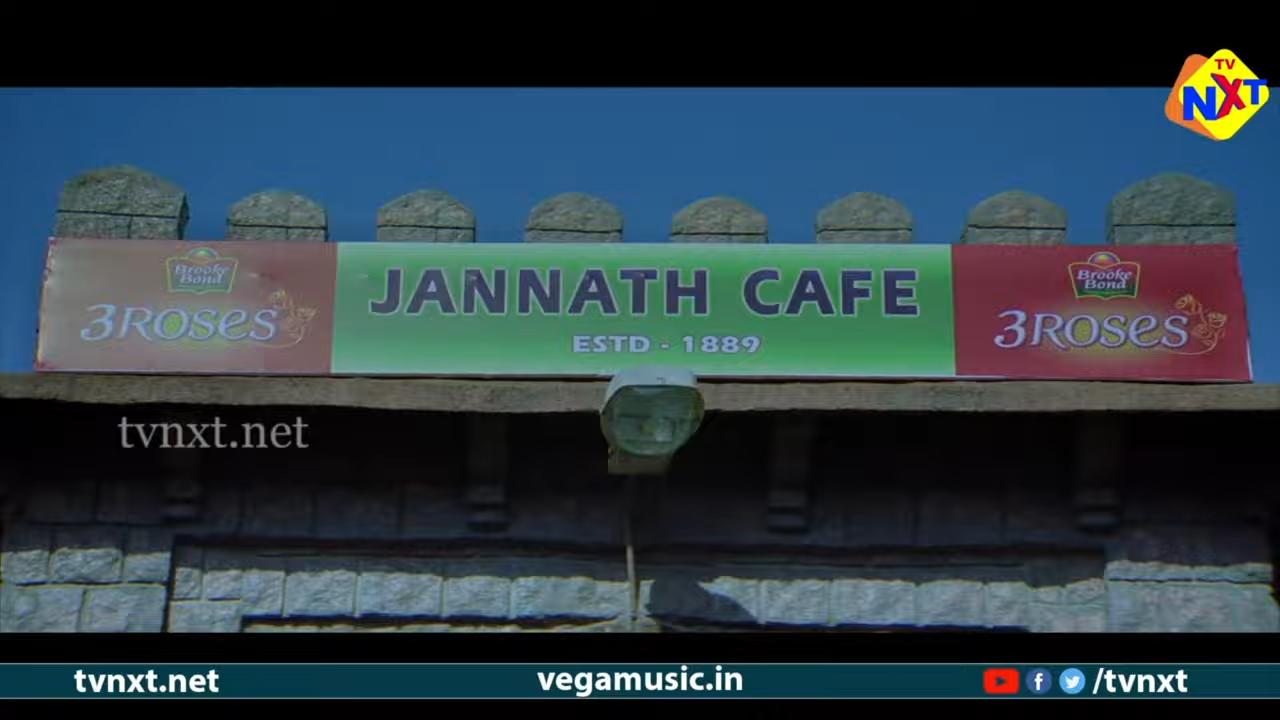 TV
NXT
Brooke
Bond
3ROSES
JANNATH CAFE
ESTD - 1889
Brooke
Bond
3ROSES
tvnxt.net
tvnxt.net
vegamusic.in
/tvnxt